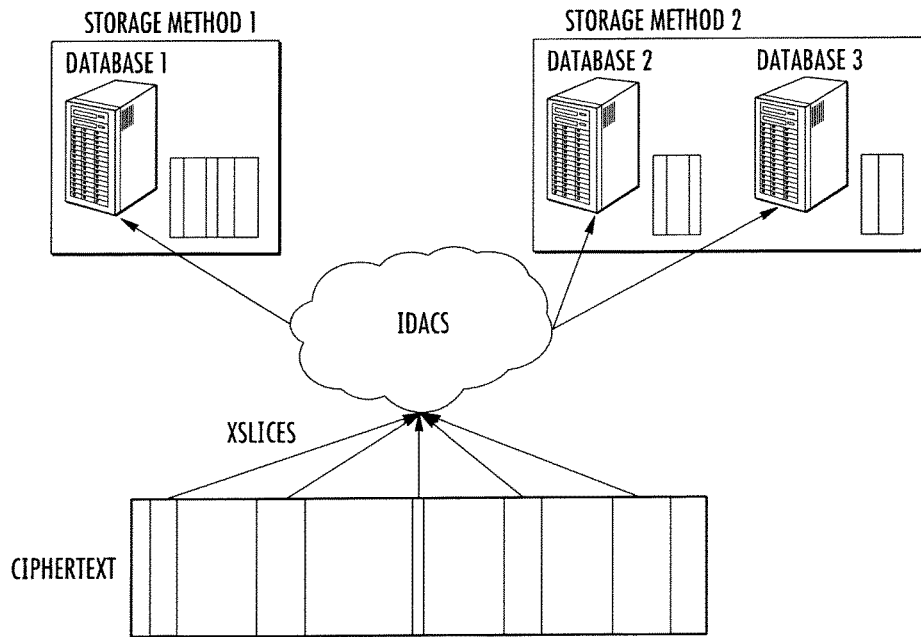 STORAGE METHOD 1
DATABASE 1
STORAGE METHOD 2
DATABASE 2
DATABASE 3
IDACS
XSLICES
CIPHERTEXT